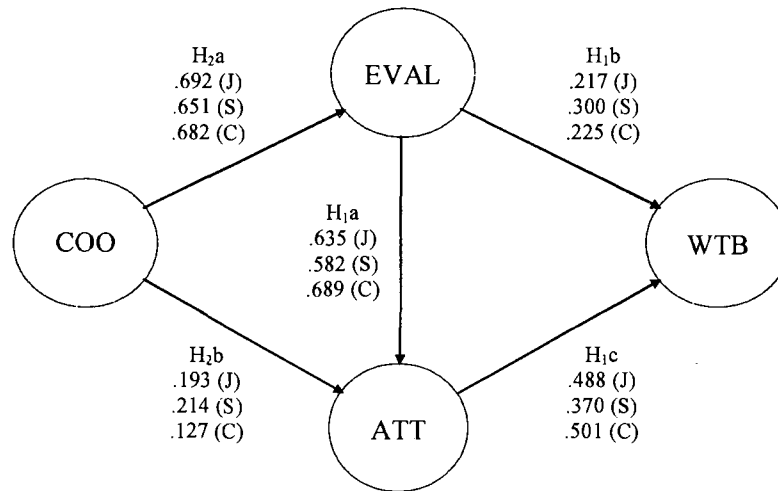 H₂a
.692 (J)
.651 (S)
.682 (C)
EVAL
H₁b
.217 (J)
.300 (S)
.225 (C)
COO
H₁a
.635 (J)
.582 (S)
.689 (C)
WTB
H₂b
.193 (J)
.214 (S)
.127 (C)
ATT
H₁c
.488 (J)
.370 (S)
.501 (C)